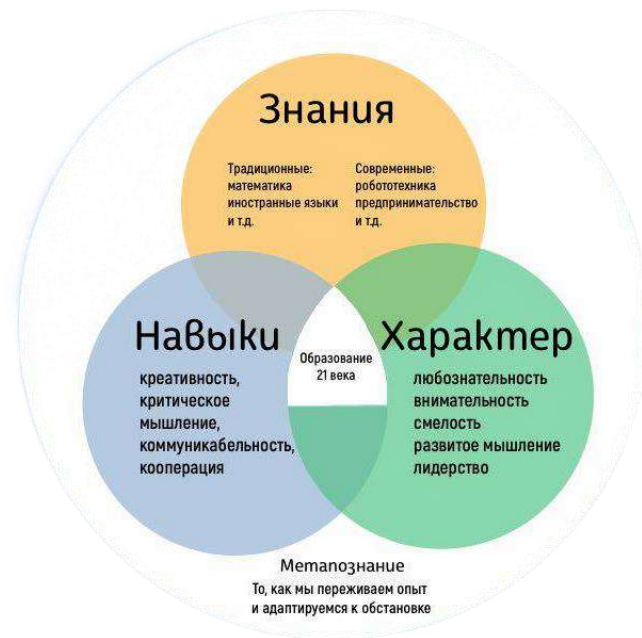 Знания
Традиционные:
математика
иностранные языки
и т.д.
Современные:
робототехника
предпринимательство
и т.д.
Навыки
креативность,
критическое
мышление,
коммуникабельность,
кооперация
Образование
21 века
Характер
любознательность
внимательность
смелость
развитое мышление
лидерство
Метапознание
То, как мы переживаем опыт
и адаптируемся к обстановке